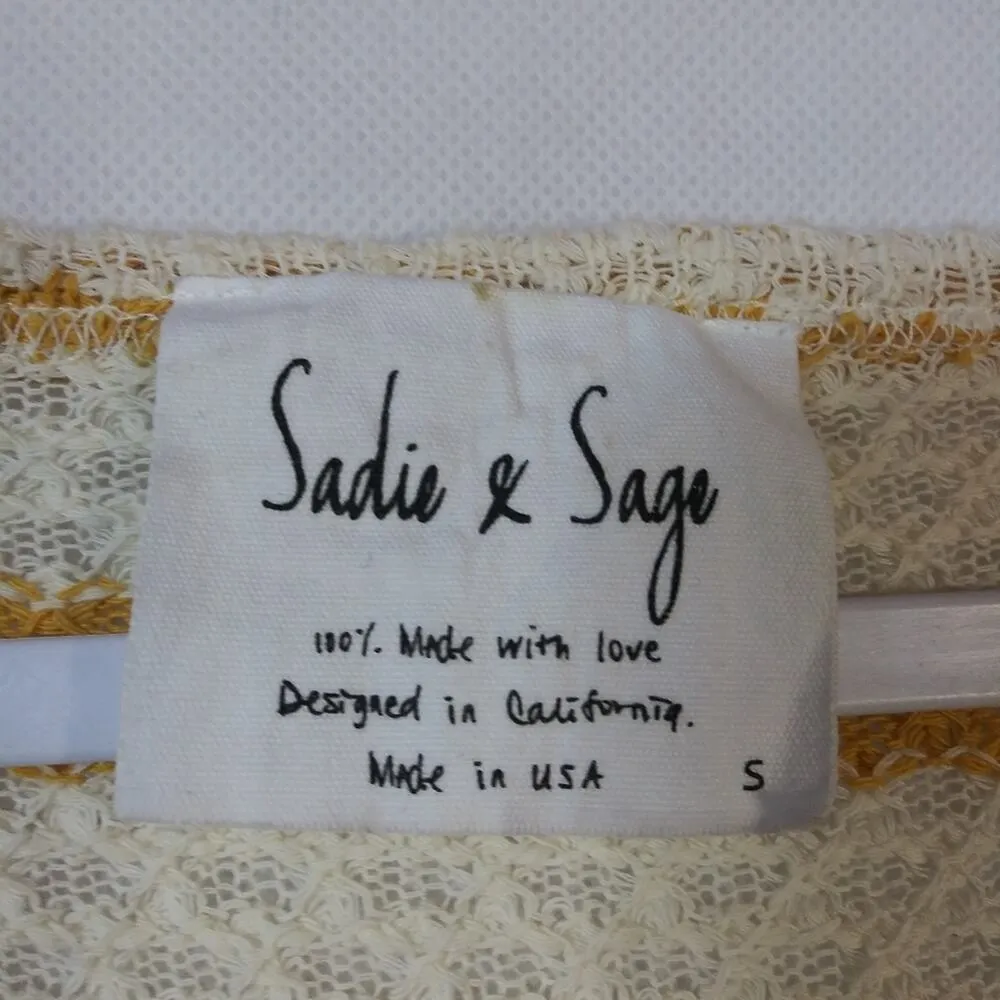 Sadie & Sage
100% Made with love
Designed in California.
Made in USA
S